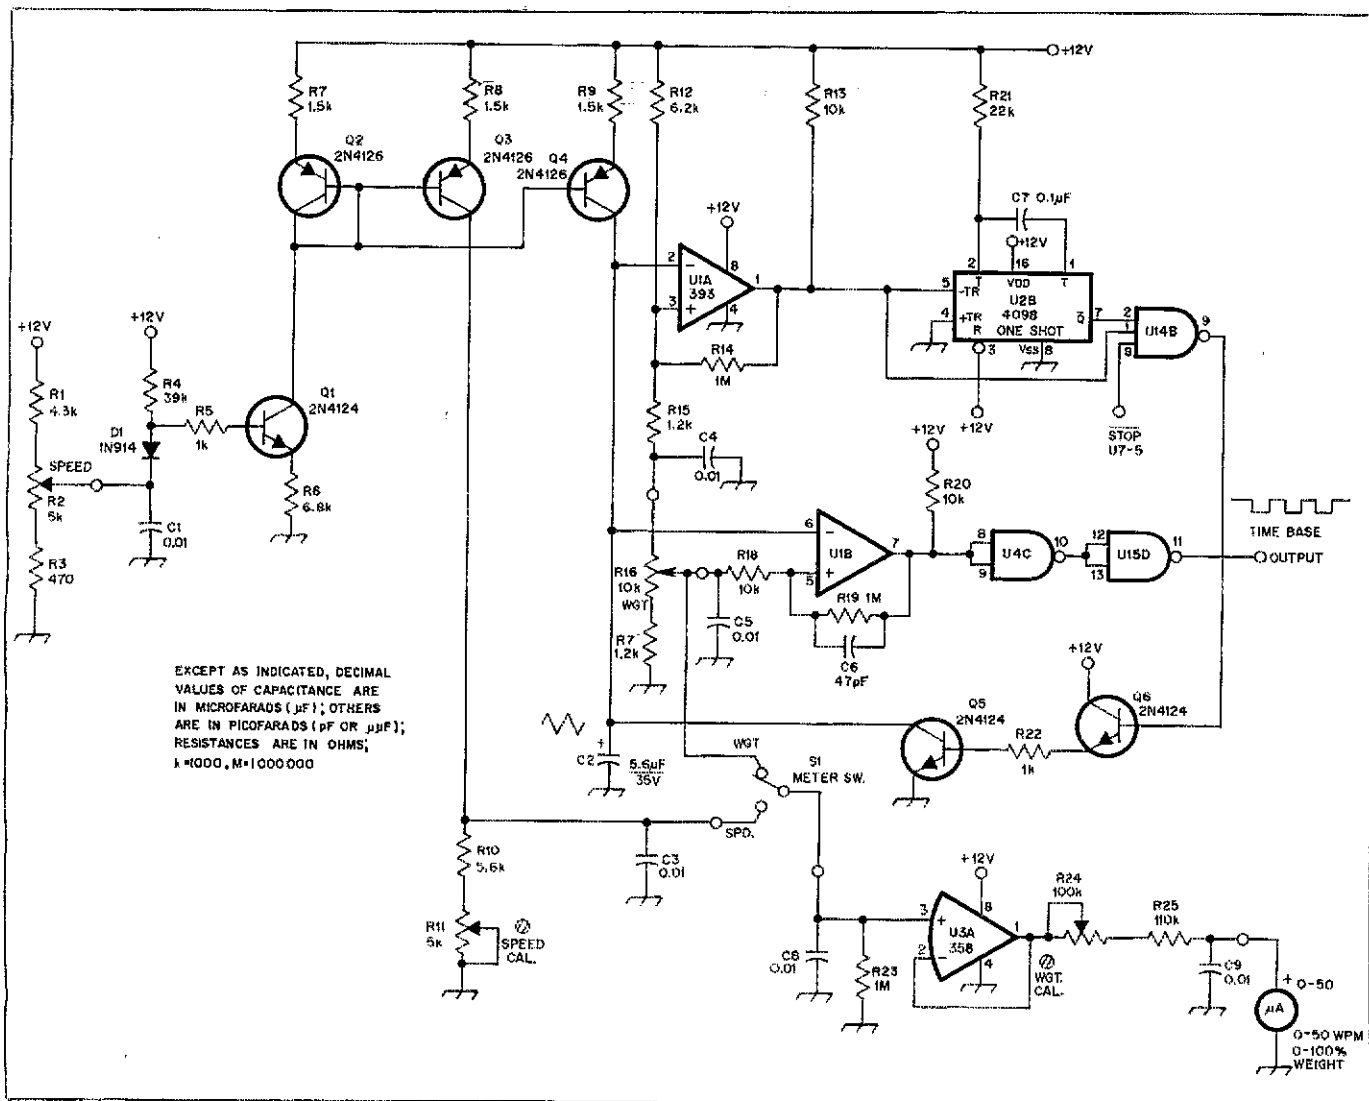 +12V
R7
1.5k
R8
1.5k
R9
1.5k
R12
6.2k
R13
10k
R21
22k
Q2
2N4126
Q3
2N4126
Q4
2N4126
C7 0.1µF
+12V
+12V
2
16
1
T
VDD
T
5
-TR
U2B
4098
4
+TR
R
ONE SHOT
Q
7
3
Vss
8
+12V
2
1
9
U14B
9
STOP
U7-5
2
-
U1A
393
3
+
8
4
1
R14
1M
+12V
R1
4.3k
SPEED
R2
5k
R3
470
+12V
R4
39k
D1
1N914
R5
1k
C1
0.01
Q1
2N4124
R6
6.8k
R15
1.2k
C4
0.01
+12V
R20
10k
6
-
U1B
5
+
7
R16
10k
WGT
R18
10k
R19 1M
C5
0.01
C6
47pF
R7
1.2k
8
9
U4C
10
12
13
U15D
11
TIME BASE
OUTPUT
EXCEPT AS INDICATED, DECIMAL
VALUES OF CAPACITANCE ARE
IN MICROFARADS (µF); OTHERS
ARE IN PICOFARADS (pF OR µµF);
RESISTANCES ARE IN OHMS;
k=1000, M=1000000
+12V
Q6
2N4124
Q5
2N4124
R22
1k
+
C2
5.6µF
35V
WGT
S1
METER SW.
SPD.
C3
0.01
R10
5.6k
R11
5k
SPEED
CAL.
+12V
3
+
U3A
358
2
-
8
4
1
C8
0.01
R23
1M
R24
100k
WGT.
CAL.
R25
110k
C9
0.01
+ 0-50
µA
0-50 WPM
0-100%
WEIGHT